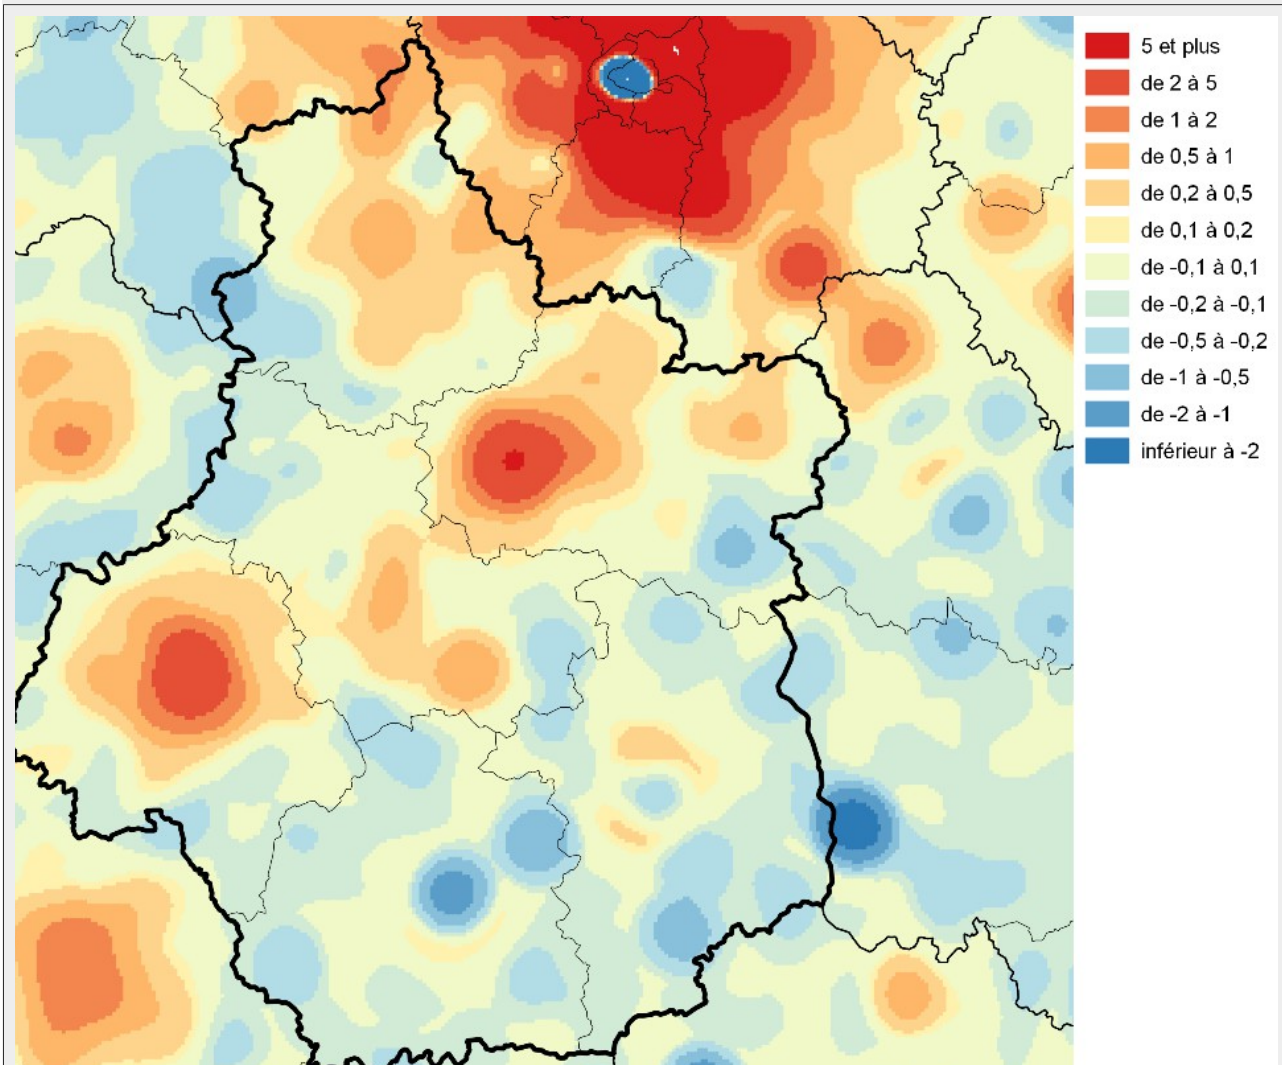 5 et plus
de 2 à 5
de 1 à 2
de 0,5 à 1
de 0,2 à 0,5
de 0,1 à 0,2
de -0,1 à 0,1
de -0,2 à -0,1
de -0,5 à -0,2
de -1 à -0,5
de -2 à -1
inférieur à -2